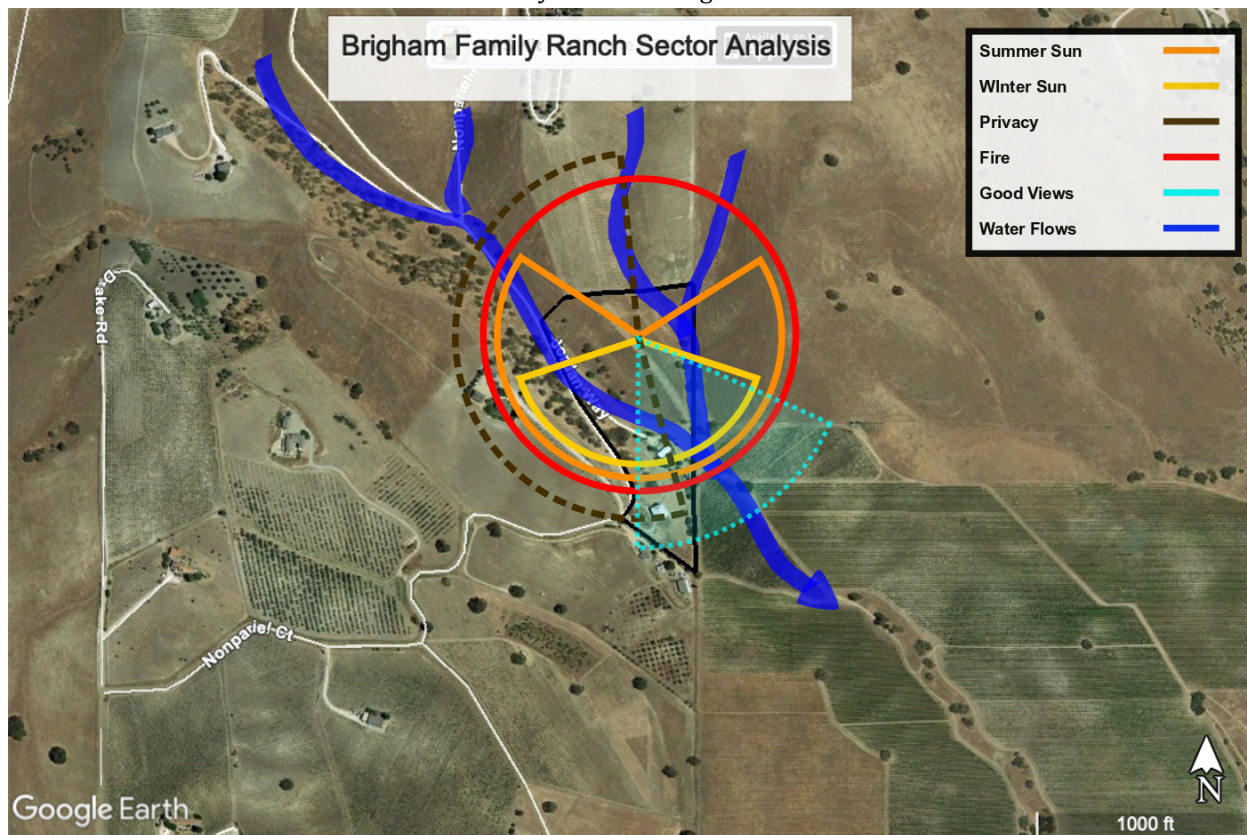 Brigham Family Ranch Sector Analysis
Summer Sun
WInter Sun
Privacy
Fire
Good Views
Water Flows
Drake-Rd
Nonpariel Ct
Google Earth
N
1000 ft